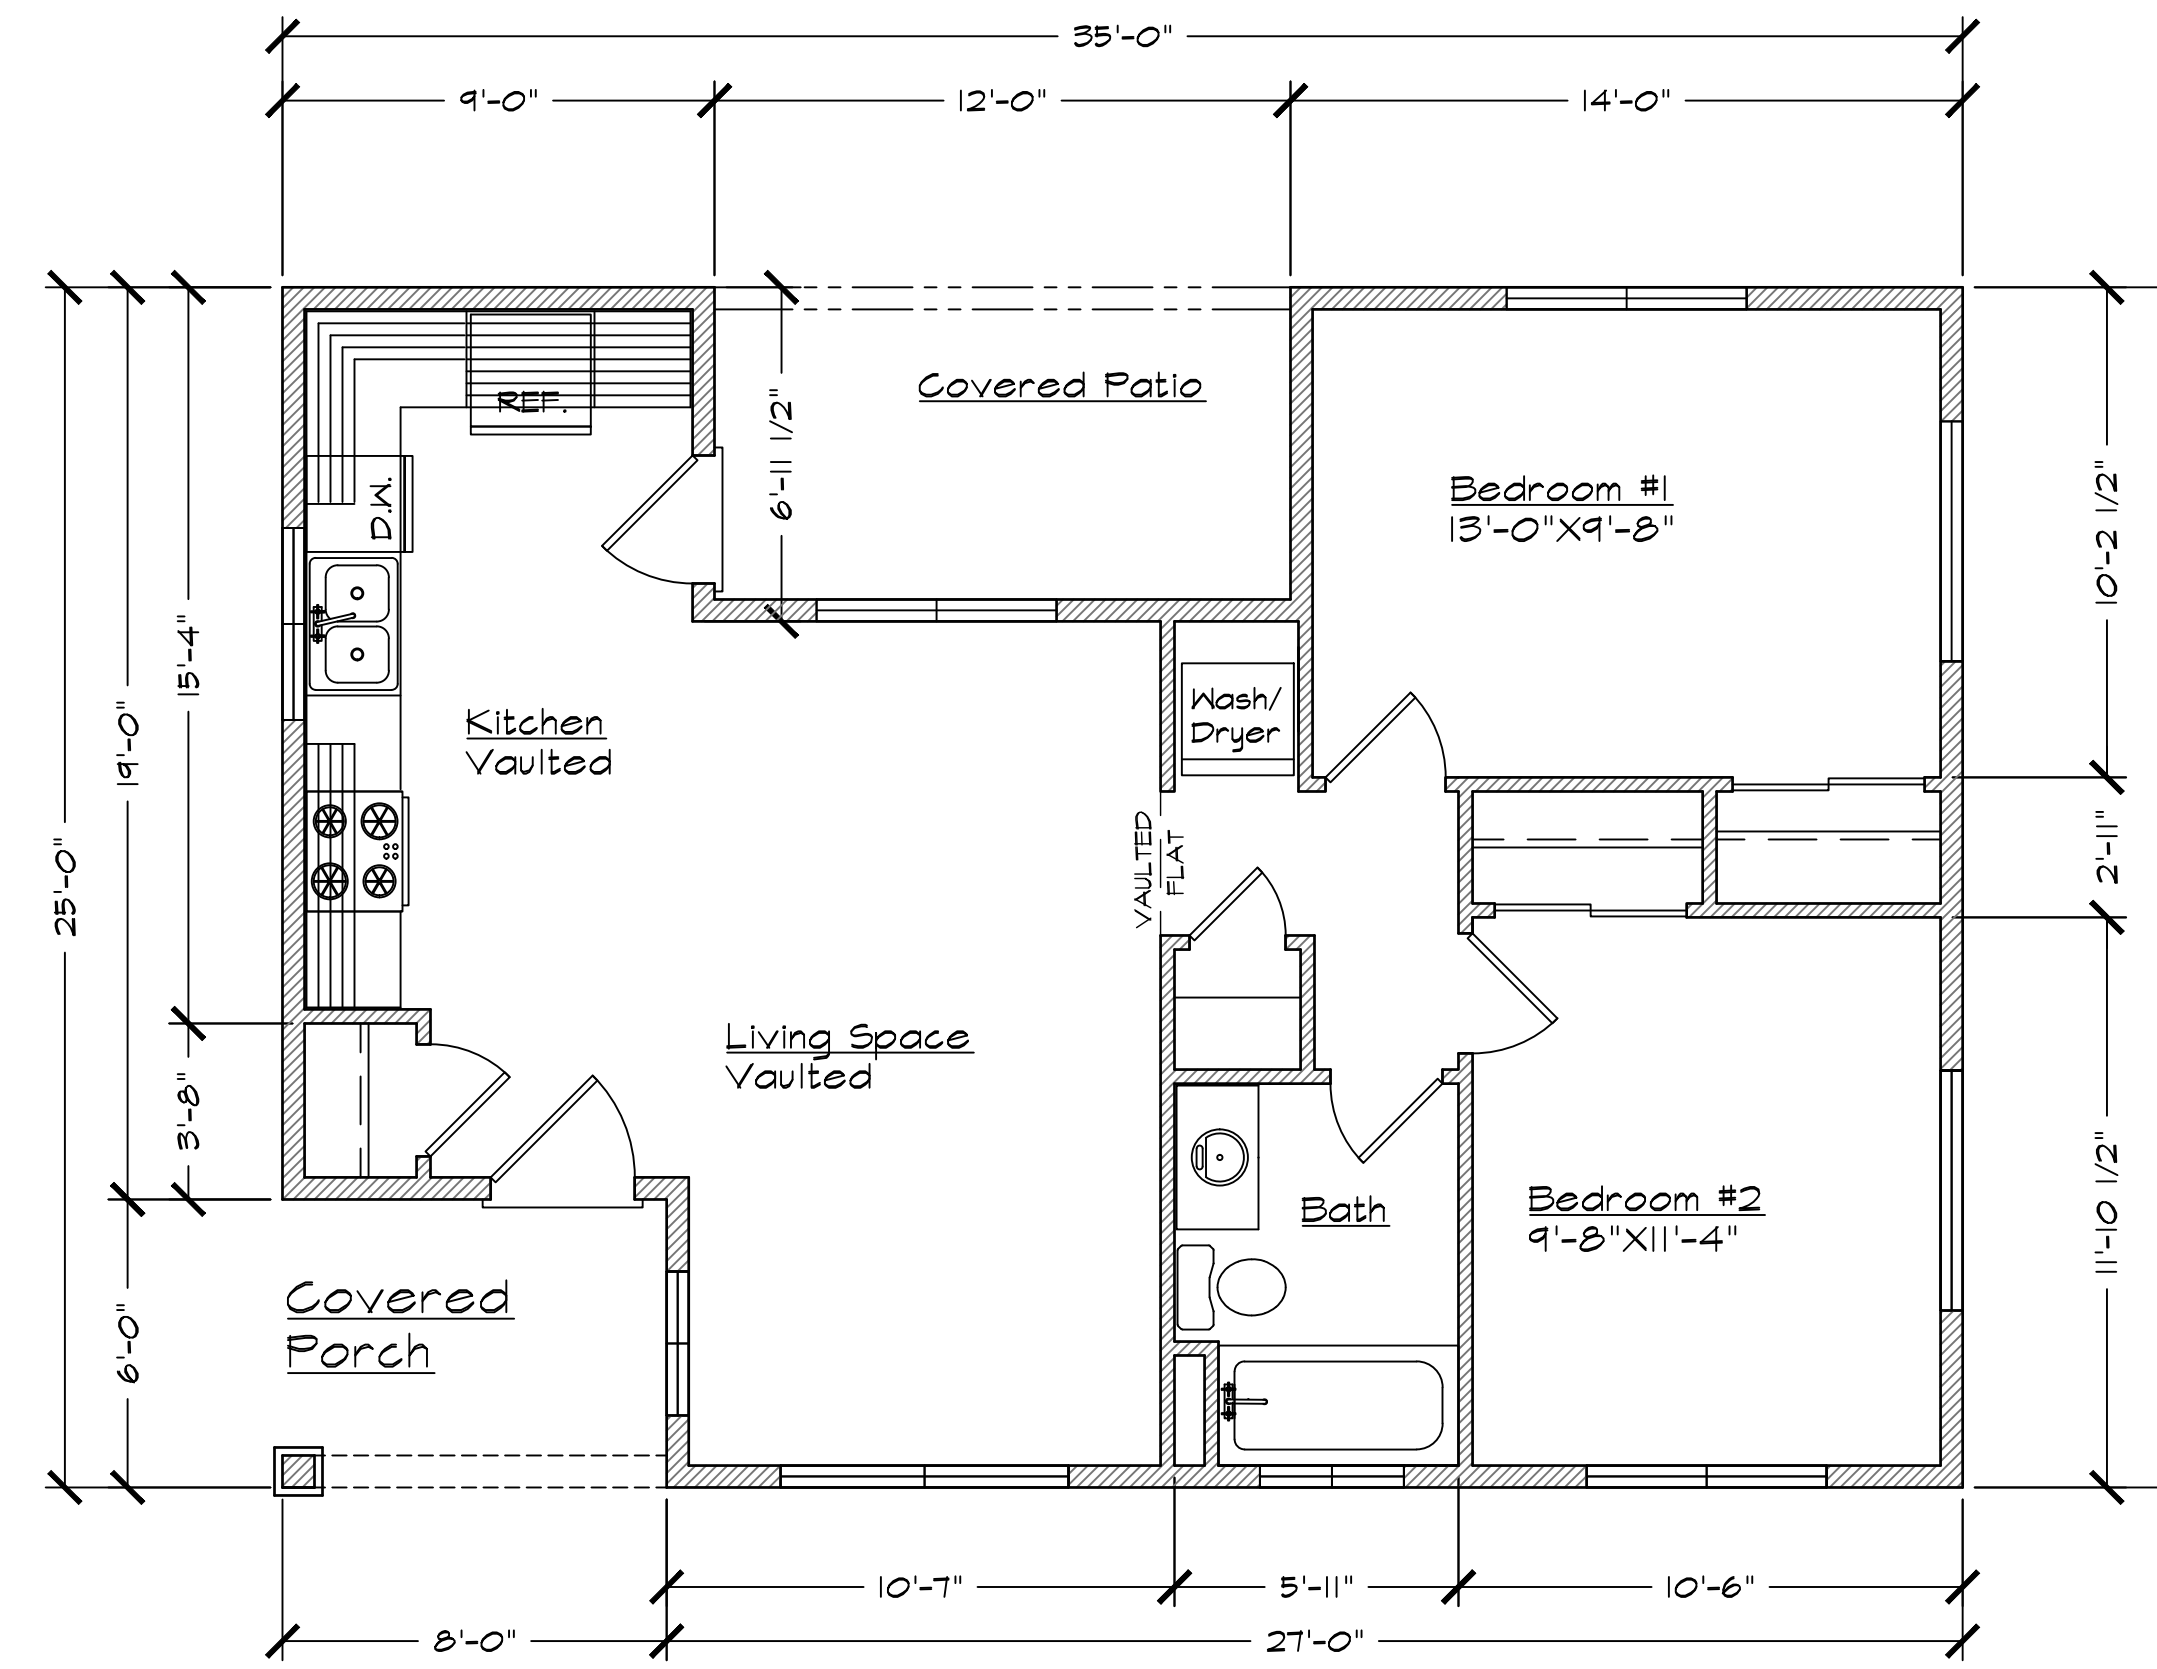 35'-0"
9'-0"
12'-0"
14'-0"
REF.
Covered Patio
6'-11 1/2"
D.W.
Bedroom #1
13'-0"X9'-8"
10'-2 1/2"
15'-4"
19'-0"
25'-0"
Kitchen
Vaulted
Wash/
Dryer
VAULTED
FLAT
2'-11"
Living Space
Vaulted
3'-8"
Bath
Bedroom #2
9'-8"X11'-4"
11'-10 1/2"
Covered
Porch
6'-0"
10'-7"
5'-11"
10'-6"
8'-0"
27'-0"